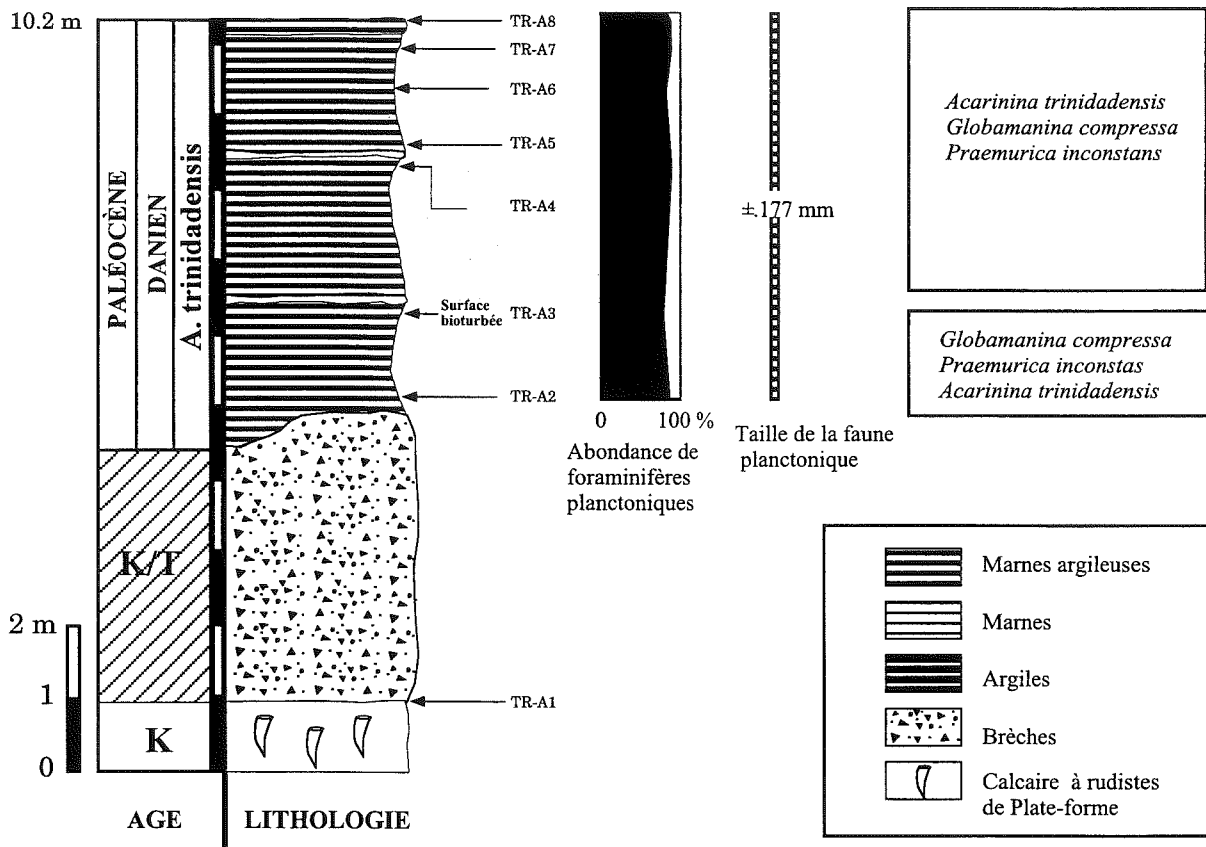 10.2 m
PALÉOCÈNE
DANIEN
A. trinidadensis
K/T
K
2 m
1
0
AGE
LITHOLOGIE
TR-A8
TR-A7
TR-A6
TR-A5
TR-A4
Surface
bioturbée
TR-A3
TR-A2
TR-A1
0
100 %
Abondance de
foraminifères
planctoniques
±.177 mm
Taille de la faune
planctonique
Acarinina trinidadensis
Globamanina compressa
Praemurica inconstans
Globamanina compressa
Praemurica inconstas
Acarinina trinidadensis
Marnes argileuses
Marnes
Argiles
Brèches
Calcaire à rudistes
de Plate-forme